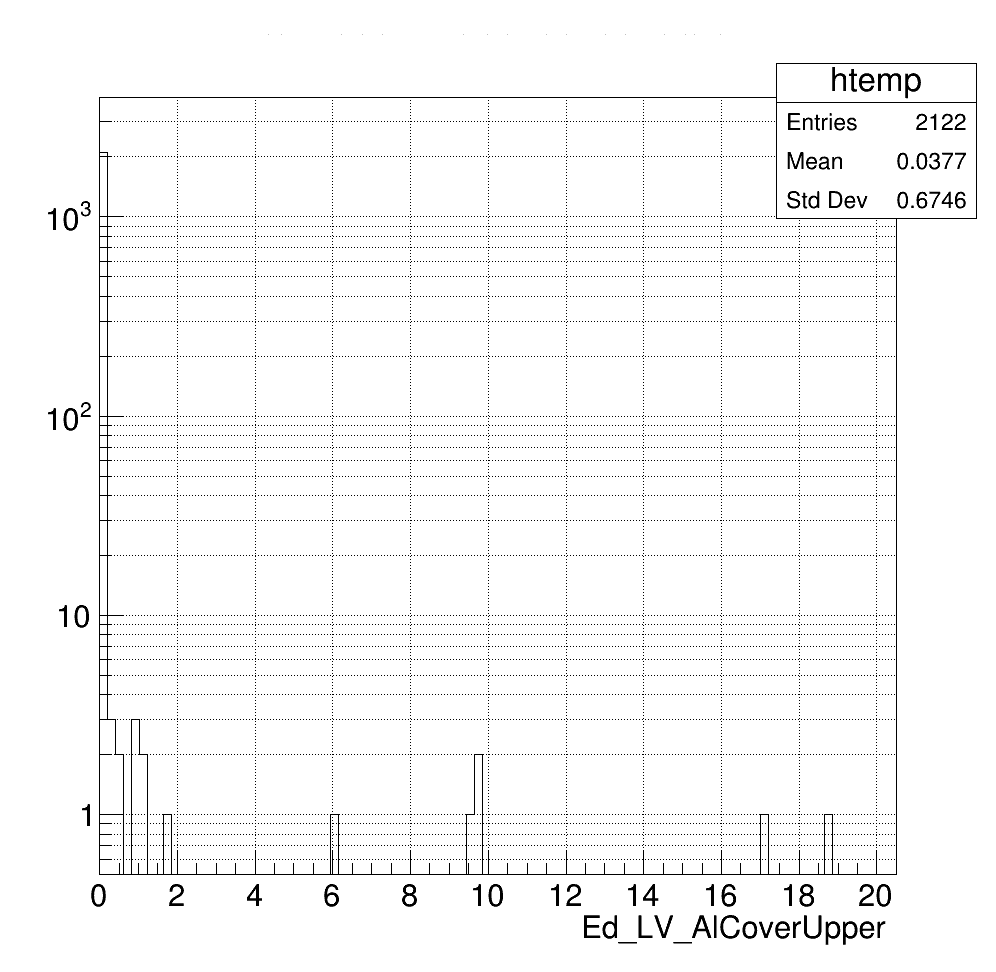 htemp
Entries 2122
Mean 0.0377
Std Dev 0.6746
10³
10²
10
1
0 2 4 6 8 10 12 14 16 18 20
Ed_LV_AlCoverUpper